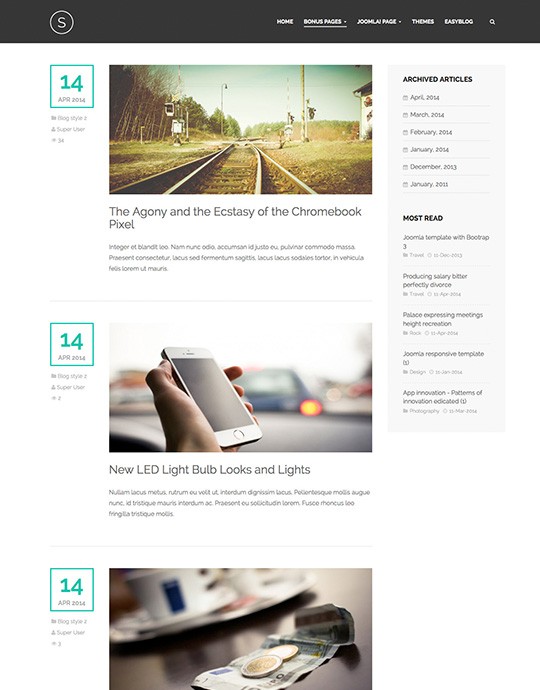 S
HOME BONUS PAGES JOOMLA! PAGE THEMES EASYBLOG
14
APR 2014
Blog style 2
Super User
34
The Agony and the Ecstasy of the Chromebook
Pixel
Integer et blandit leo. Nam nunc odio, accumsan id justo eu, pulvinar commodo massa.
Praesent consectetur, lacus sed fermentum sagittis, lacus lacus sodales tortor, in vehicula
felis lorem ut mauris.
14
APR 2014
Blog style 2
Super User
2
New LED Light Bulb Looks and Lights
Nullam lacus metus, rutrum eu velit ut, interdum dignissim lacus. Pellentesque mollis augue
nunc, id tristique mauris interdum ac. Praesent eu sollicitudin lorem. Fusce rhoncus leo
fringilla tristique mollis.
14
APR 2014
Blog style 2
Super User
3
ARCHIVED ARTICLES
April, 2014
March, 2014
February, 2014
January, 2014
December, 2013
January, 2011
MOST READ
Joomla template with Bootrap
3
Travel 11-Dec-2013
Producing salary bitter
perfectly divorce
Travel 11-Apr-2014
Palace expressing meetings
height recreation
Rock 11-Apr-2014
Joomla responsive template
(1)
Design 11-Jan-2014
App innovation - Patterns of
innovation edicated (1)
Photography 11-Mar-2014